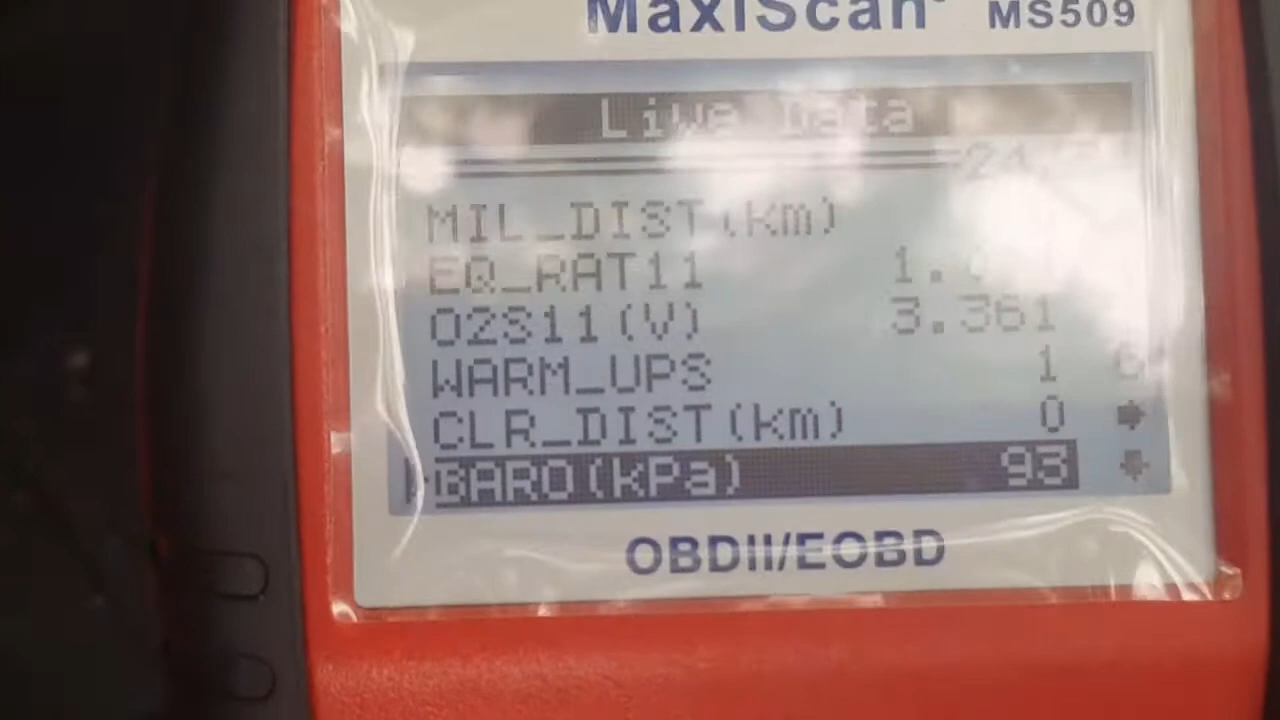 MaxiScan® MS509
Live Data
MIL_DIST(km)
EQ_RAT11
O2S11(V) 3.361
WARM_UPS 1
CLR_DIST(km) 0
BARO(kPa) 93
OBDII/EOBD